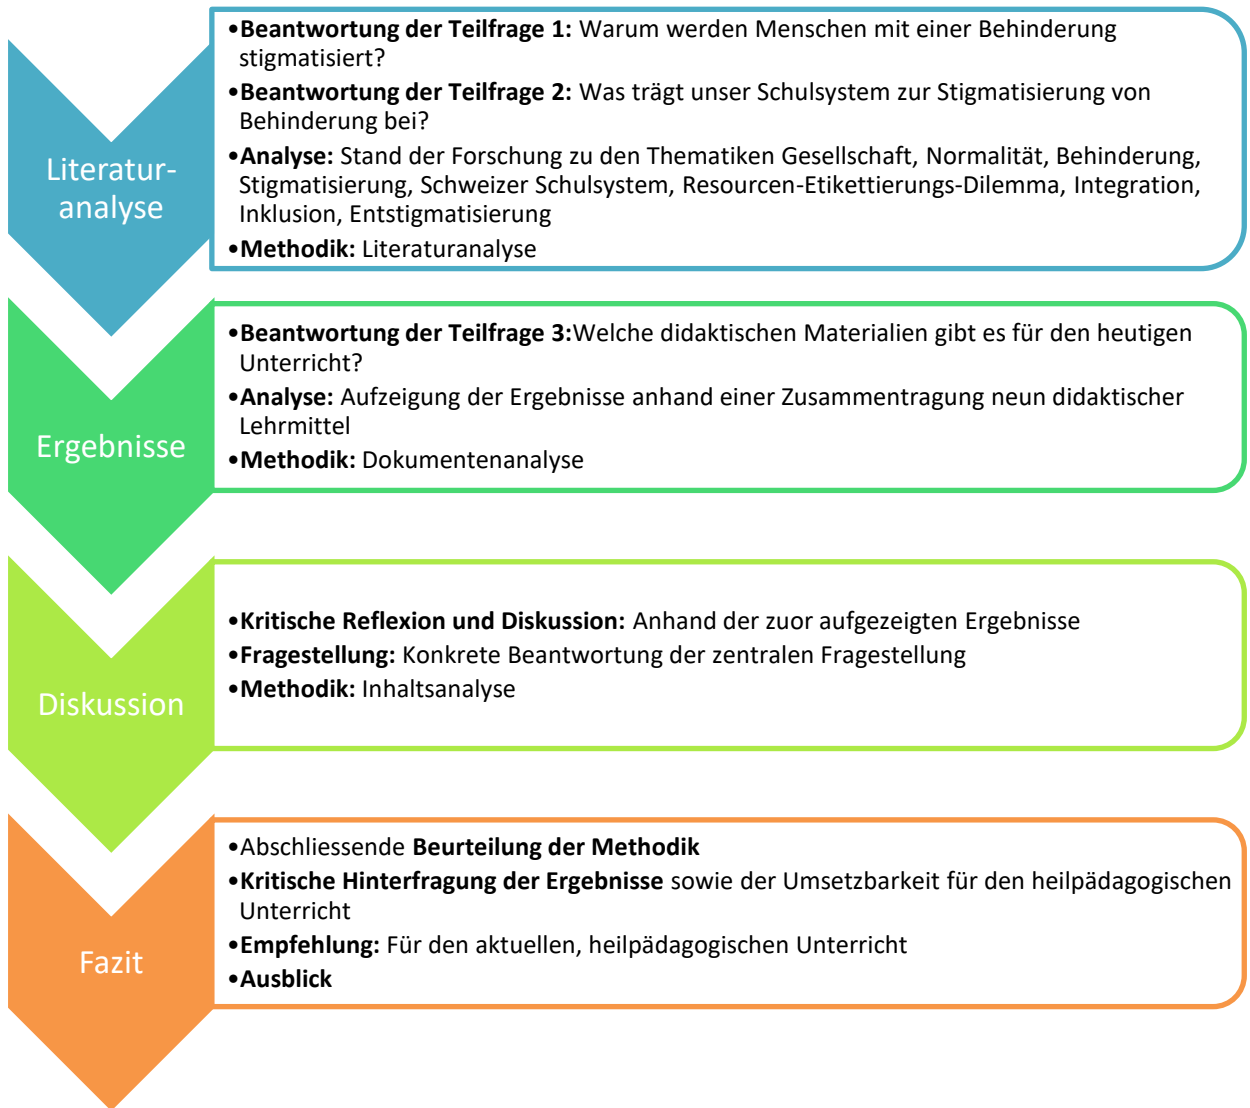 Literatur-
analyse
•Beantwortung der Teilfrage 1: Warum werden Menschen mit einer Behinderung
stigmatisiert?
•Beantwortung der Teilfrage 2: Was trägt unser Schulsystem zur Stigmatisierung von
Behinderung bei?
•Analyse: Stand der Forschung zu den Thematiken Gesellschaft, Normalität, Behinderung,
Stigmatisierung, Schweizer Schulsystem, Resourcen-Etikettierungs-Dilemma, Integration,
Inklusion, Entstigmatisierung
•Methodik: Literaturanalyse
Ergebnisse
•Beantwortung der Teilfrage 3:Welche didaktischen Materialien gibt es für den heutigen
Unterricht?
•Analyse: Aufzeigung der Ergebnisse anhand einer Zusammentragung neun didaktischer
Lehrmittel
•Methodik: Dokumentenanalyse
Diskussion
•Kritische Reflexion und Diskussion: Anhand der zuor aufgezeigten Ergebnisse
•Fragestellung: Konkrete Beantwortung der zentralen Fragestellung
•Methodik: Inhaltsanalyse
Fazit
•Abschliessende Beurteilung der Methodik
•Kritische Hinterfragung der Ergebnisse sowie der Umsetzbarkeit für den heilpädagogischen
Unterricht
•Empfehlung: Für den aktuellen, heilpädagogischen Unterricht
•Ausblick